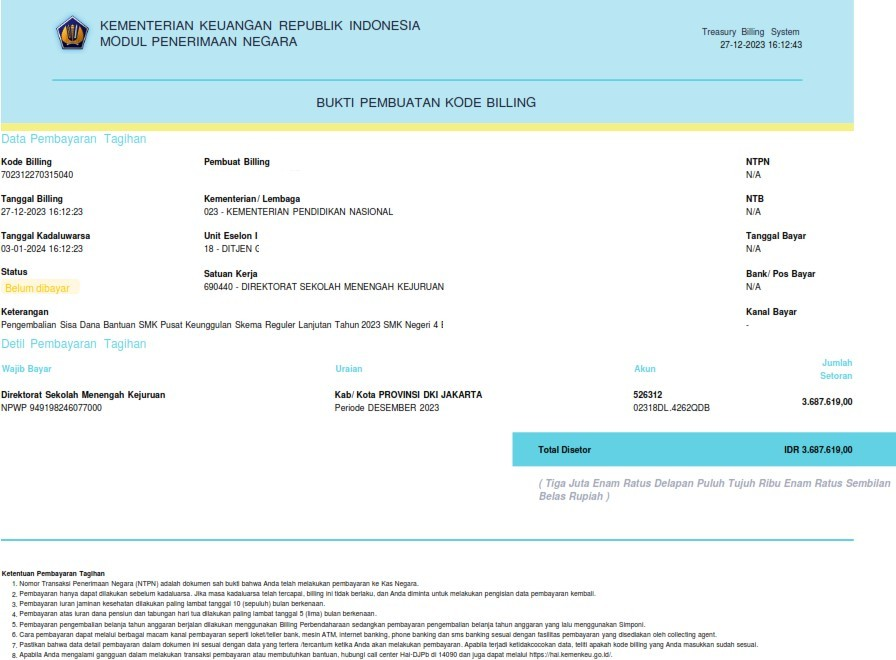 KEMENTERIAN KEUANGAN REPUBLIK INDONESIA
MODUL PENERIMAAN NEGARA
Treasury Billing System
27-12-2023 16:12:43
BUKTI PEMBUATAN KODE BILLING
Data Pembayaran Tagihan
Kode Billing
702312270315040
Pembuat Billing
NTPN
N/A
Tanggal Billing
27-12-2023 16:12:23
Kementerian/ Lembaga
023 - KEMENTERIAN PENDIDIKAN NASIONAL
NTB
N/A
Tanggal Kadaluwarsa
03-01-2024 16:12:23
Unit Eselon I
18 - DITJEN
Tanggal Bayar
N/A
Status
Belum dibayar
Satuan Kerja
690440 - DIREKTORAT SEKOLAH MENENGAH KEJURUAN
Bank/ Pos Bayar
N/A
Keterangan
Pengembalian Sisa Dana Bantuan SMK Pusat Keunggulan Skema Reguler Lanjutan Tahun 2023 SMK Negeri 4
Kanal Bayar
-
Detil Pembayaran Tagihan
Wajib Bayar
Uraian
Akun
Jumlah
Setoran
Direktorat Sekolah Menengah Kejuruan
NPWP 949198246077000
Kab/ Kota PROVINSI DKI JAKARTA
Periode DESEMBER 2023
526312
02318DL.4262QDB
3.687.619,00
Total Disetor
IDR 3.687.619,00
( Tiga Juta Enam Ratus Delapan Puluh Tujuh Ribu Enam Ratus Sembilan
Belas Rupiah )
Ketentuan Pembayaran Tagihan
1. Nomor Transaksi Penerimaan Negara (NTPN) adalah dokumen sah bukti bahwa Anda telah melakukan pembayaran ke Kas Negara.
2. Pembayaran hanya dapat dilakukan sebelum kadaluarsa. Jika masa kadaluarsa telah tercapai, billing ini tidak berlaku, dan Anda diminta untuk melakukan pengisian data pembayaran kembali.
3. Pembayaran iuran jaminan kesehatan dilakukan paling lambat tanggal 10 (sepuluh) bulan berkenaan.
4. Pembayaran atas iuran dana pensiun dan tabungan hari tua dilakukan paling lambat tanggal 5 (lima) bulan berkenaan.
5. Pembayaran pengembalian belanja tahun anggaran berjalan dilakukan menggunakan Billing Perbendaharaan sedangkan pembayaran pengembalian belanja tahun anggaran yang lalu menggunakan Simponi.
6. Cara pembayaran dapat melalui berbagai macam kanal pembayaran seperti loket/teller bank, mesin ATM, internet banking, phone banking dan sms banking sesuai dengan fasilitas pembayaran yang disediakan oleh collecting agent.
7. Pastikan bahwa data detail pembayaran dalam dokumen ini sesuai dengan data yang tertera /tercantum ketika Anda akan melakukan pembayaran. Apabila terjadi ketidakcocokan data, teliti apakah kode billing yang Anda masukkan sudah sesuai.
8. Apabila Anda mengalami gangguan dalam melakukan transaksi pembayaran atau membutuhkan bantuan, hubungi call center Hai-DJPb di 14090 dan juga dapat melalui https://hai.kemenkeu.go.id/.